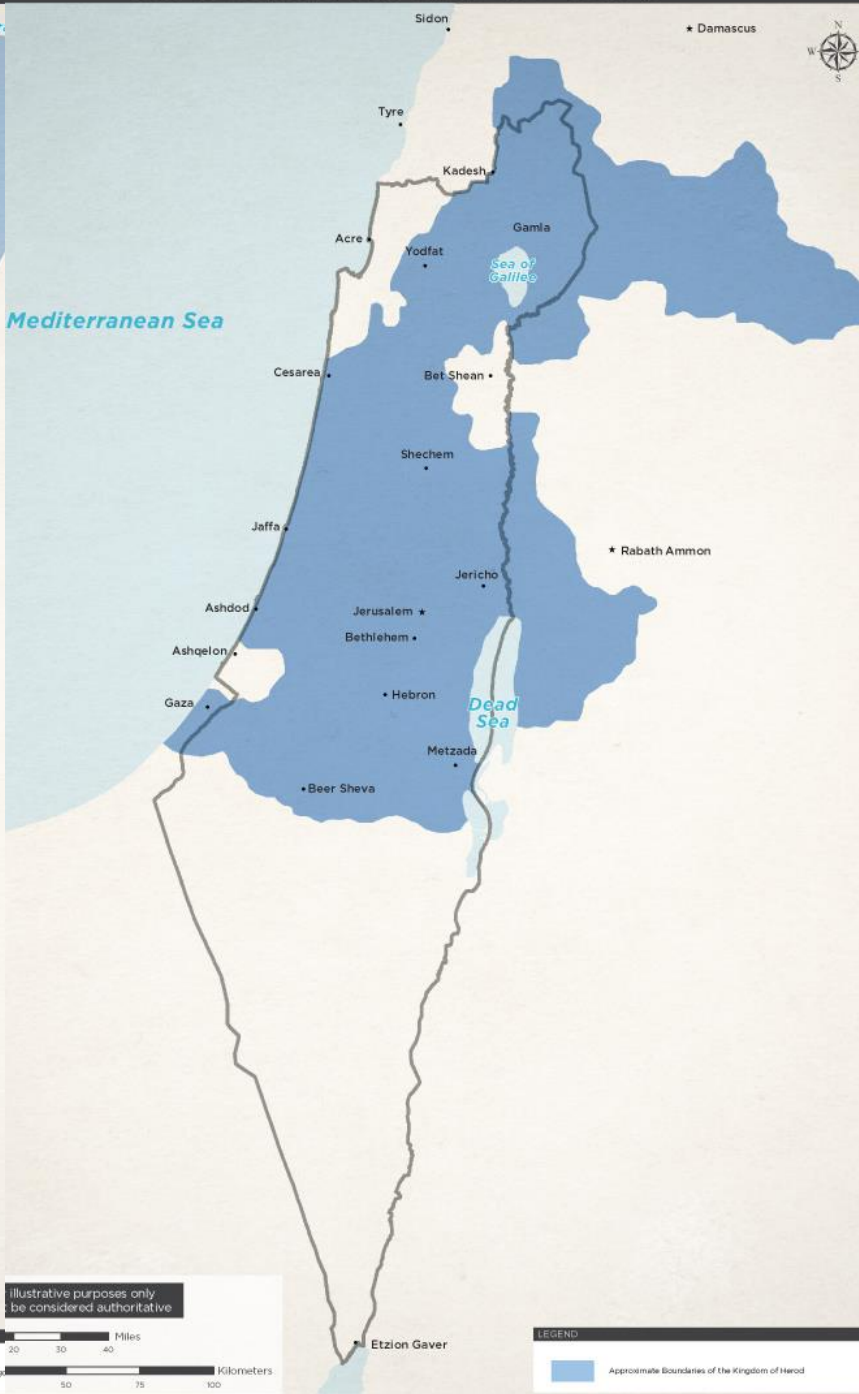 Sidon
Damascus
N
W
S
Tyre
Kadesh
Gamla
Acre
Yodfat
Sea of
Galilee
Mediterranean Sea
Cesarea
Bet Shean
Shechem
Jaffa
Rabath Ammon
Jericho
Ashdod
Jerusalem
Bethlehem
Ashqelon
Hebron
Gaza
Dead
Sea
Metzada
Beer Sheva
illustrative purposes only
be considered authoritative
Miles
20 30 40
Etzion Gaver
Kilometers
50 75 100
LEGEND
Approximate Boundaries of the Kingdom of Herod